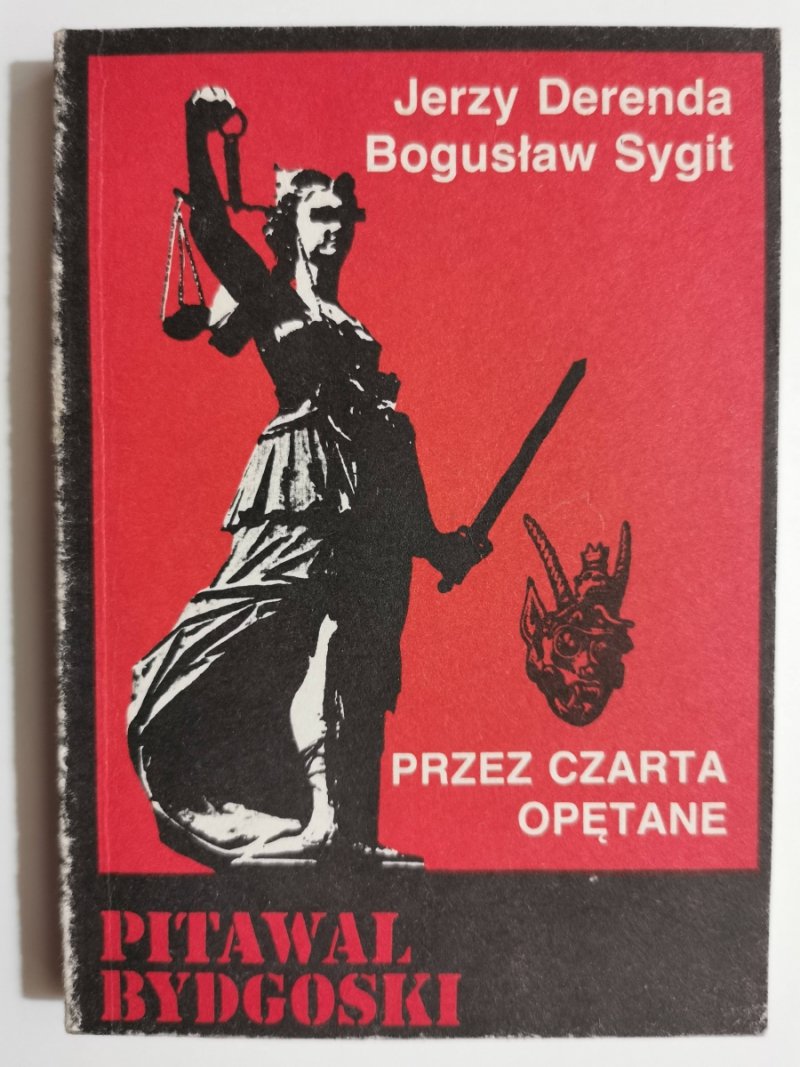 Jerzy Derenda
Bogusław Sygit
PRZEZ CZARTA
OPĘTANE
PITAWAL
BYDGOSKI